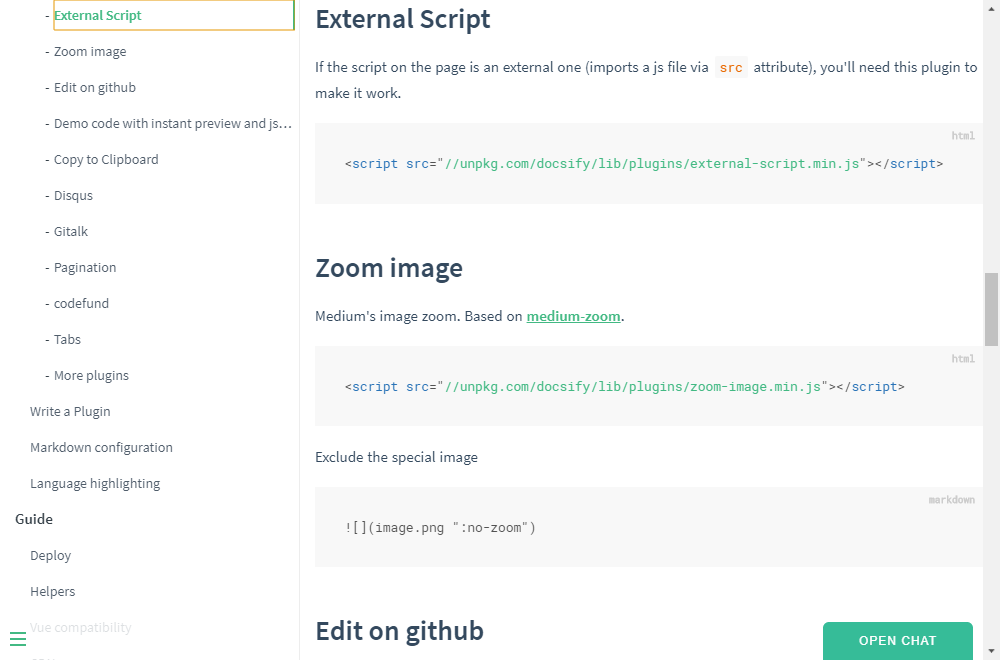 - External Script
- Zoom image
- Edit on github
- Demo code with instant preview and js…
- Copy to Clipboard
- Disqus
- Gitalk
- Pagination
- codefund
- Tabs
- More plugins
Write a Plugin
Markdown configuration
Language highlighting
Guide
Deploy
Helpers
Vue compatibility
External Script
If the script on the page is an external one (imports a js file via src attribute), you'll need this plugin to
make it work.
html
<script src="//unpkg.com/docsify/lib/plugins/external-script.min.js"></script>
Zoom image
Medium's image zoom. Based on medium-zoom.
html
<script src="//unpkg.com/docsify/lib/plugins/zoom-image.min.js"></script>
Exclude the special image
markdown
![](image.png ":no-zoom")
Edit on github
OPEN CHAT